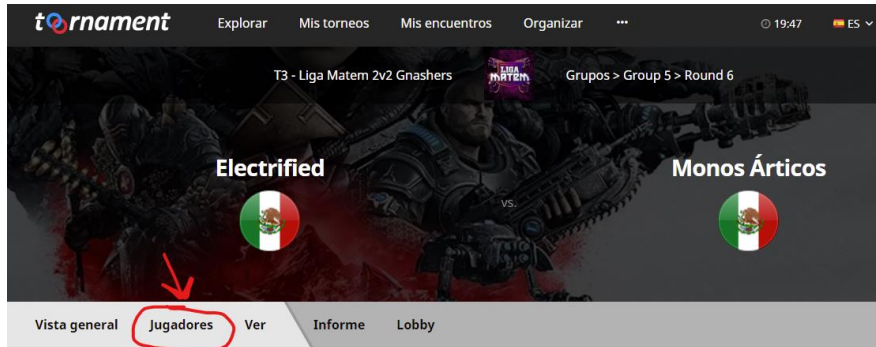 toornament Explorar Mis torneos Mis encuentros Organizar ••• 19:47 ES
T3 - Liga Matem 2v2 Gnashers LIGA MATEM Grupos > Group 5 > Round 6
Electrified vs. Monos Árticos
Vista general Jugadores Ver Informe Lobby